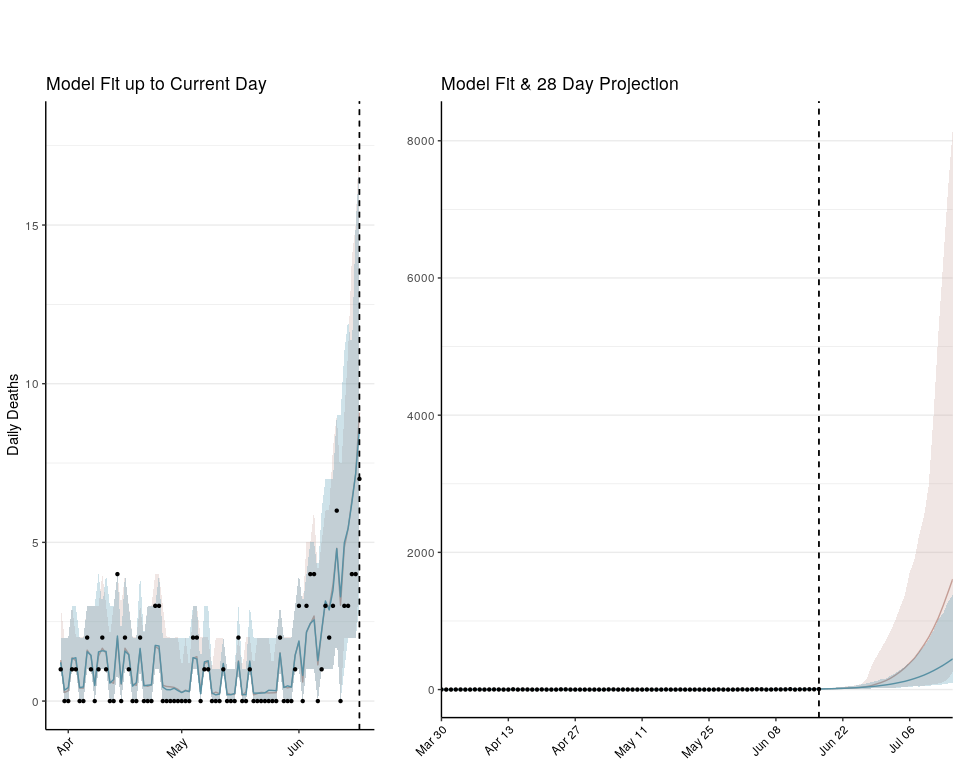 Model Fit up to Current Day
Daily Deaths
15
10
5
0
Apr
May
Jun
Model Fit & 28 Day Projection
8000
6000
4000
2000
0
Mar 30
Apr 13
Apr 27
May 11
May 25
Jun 08
Jun 22
Jul 06